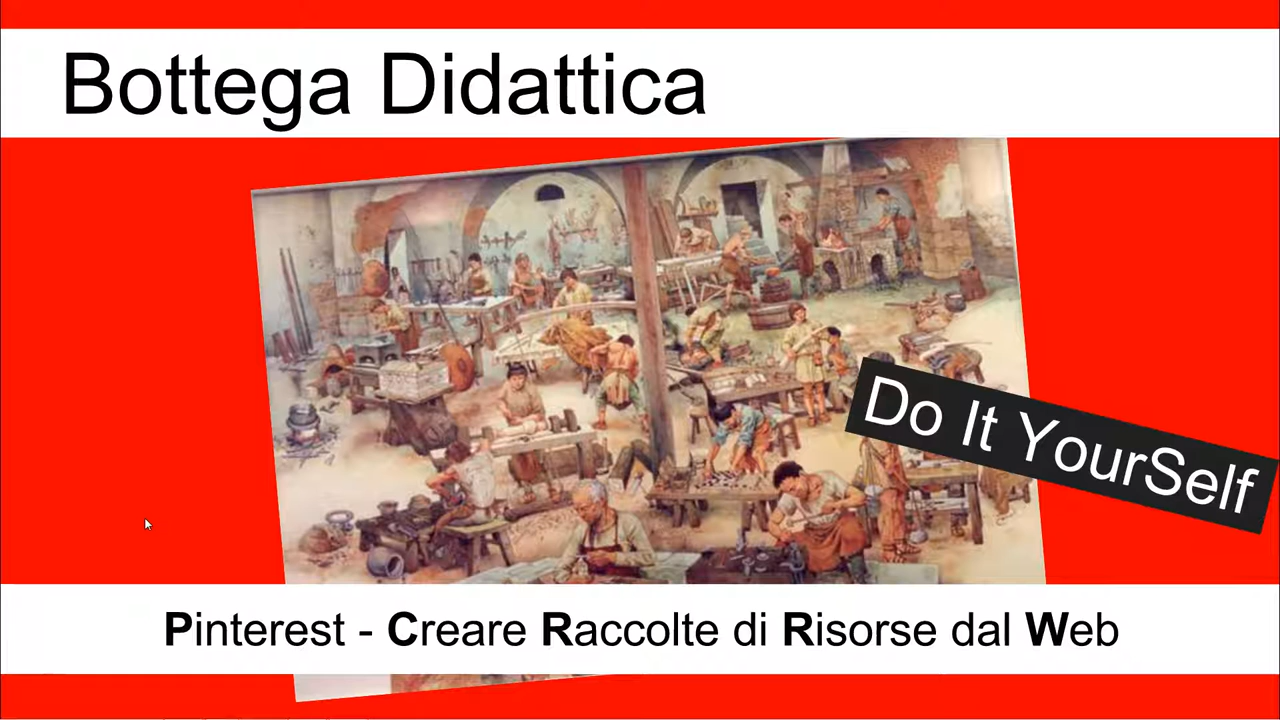 Bottega Didattica
Do It YourSelf
Pinterest - Creare Raccolte di Risorse dal Web